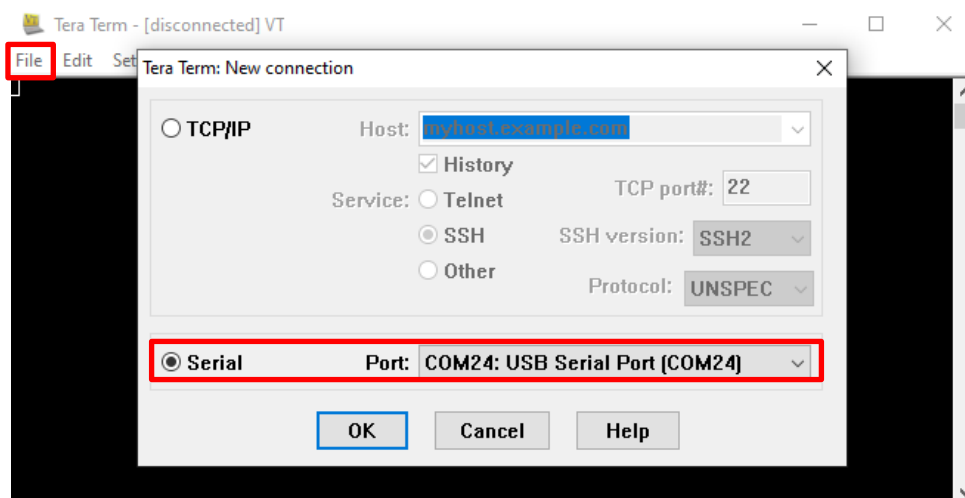 Tera Term - [disconnected] VT
File Edit Set
Tera Term: New connection
TCP/IP Host: myhost.example.com
History
Service: Telnet TCP port#: 22
SSH SSH version: SSH2
Other Protocol: UNSPEC
Serial Port: COM24: USB Serial Port (COM24)
OK Cancel Help